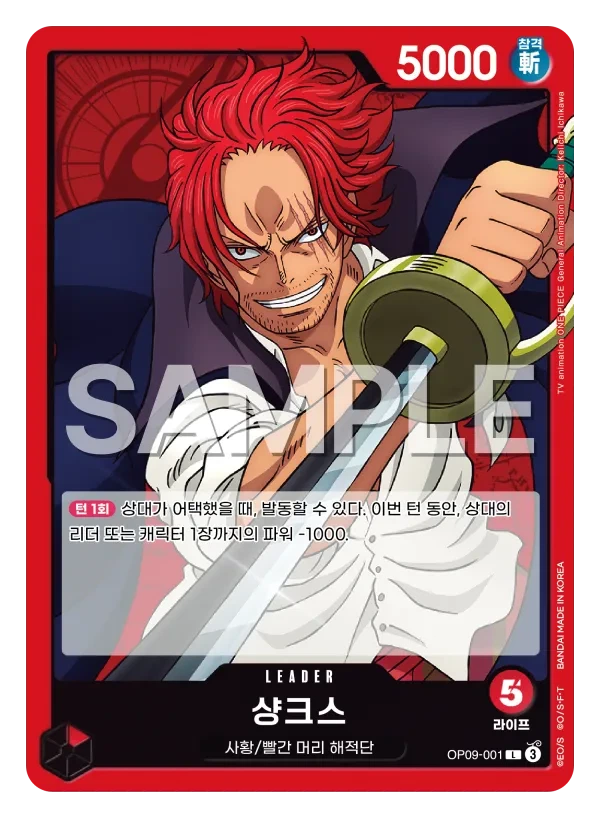 5000
참격
斬
TV animation ONE PIECE General Animation Director: Keiichi Ichikawa
SAMPLE
턴 1회 상대가 어택했을 때, 발동할 수 있다. 이번 턴 동안, 상대의
리더 또는 캐릭터 1장까지의 파워 -1000.
LEADER
샹크스
5
라이프
사황/빨간 머리 해적단
OP09-001 L 3
©EO/S ©O/S·F·T BANDAI MADE IN KOREA